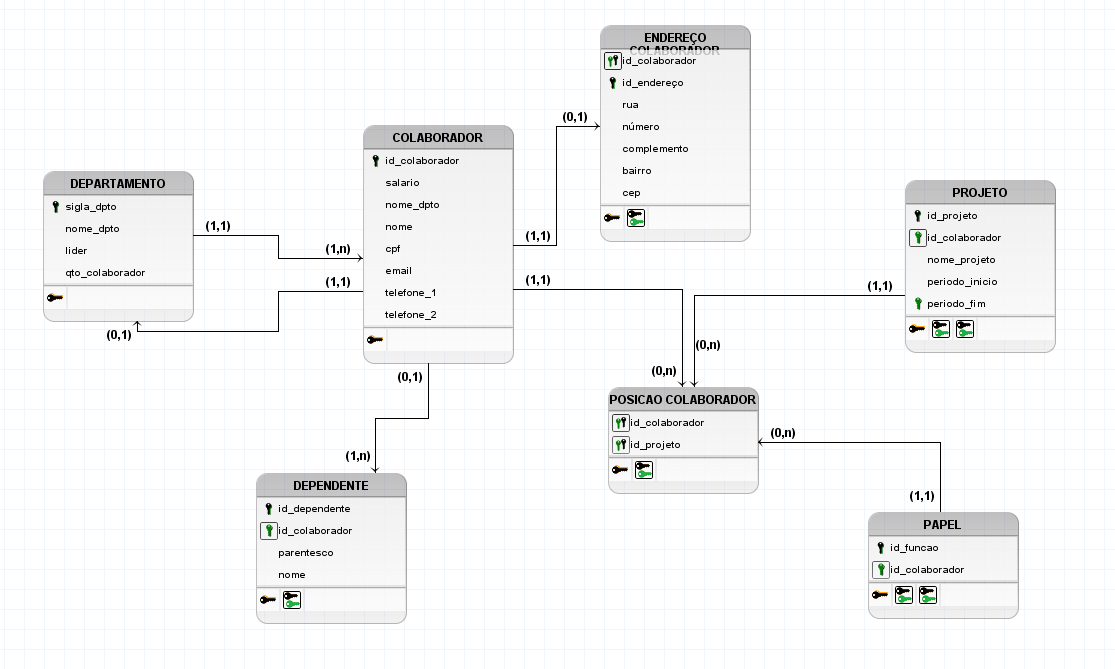 ENDEREÇO
COLABORADOR
id_colaborador
id_endereço
rua
número
complemento
bairro
cep
(0,1)
(1,1)
COLABORADOR
id_colaborador
salario
nome_dpto
nome
cpf
email
telefone_1
telefone_2
DEPARTAMENTO
sigla_dpto
nome_dpto
lider
qto_colaborador
(1,1)
(1,n)
(1,1)
(0,1)
PROJETO
id_projeto
id_colaborador
nome_projeto
periodo_inicio
periodo_fim
(1,1)
(0,n)
(1,1)
(0,n)
POSICAO COLABORADOR
id_colaborador
id_projeto
(0,n)
(1,1)
(0,1)
(1,n)
DEPENDENTE
id_dependente
id_colaborador
parentesco
nome
PAPEL
id_funcao
id_colaborador